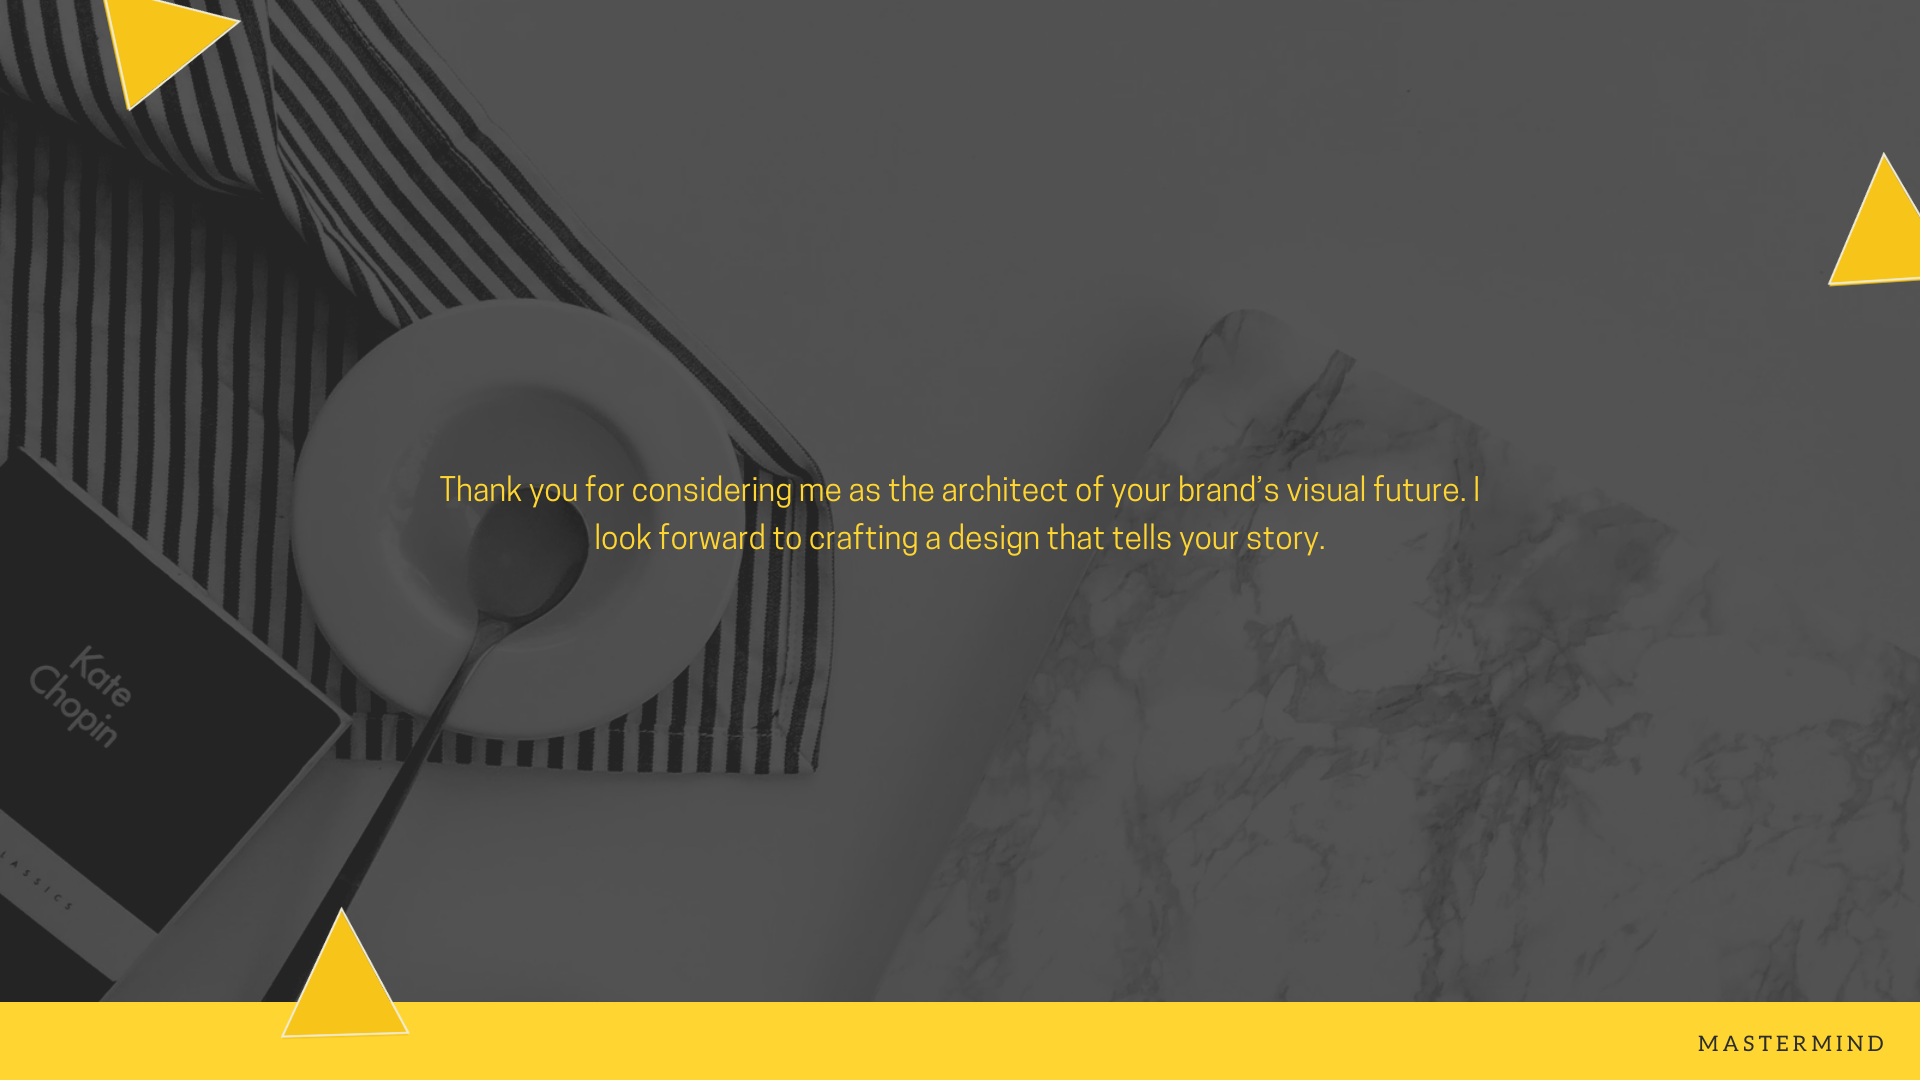 Thank you for considering me as the architect of your brand’s visual future. I
look forward to crafting a design that tells your story.
Kate
Chopin
LASSICS
MASTERMIND